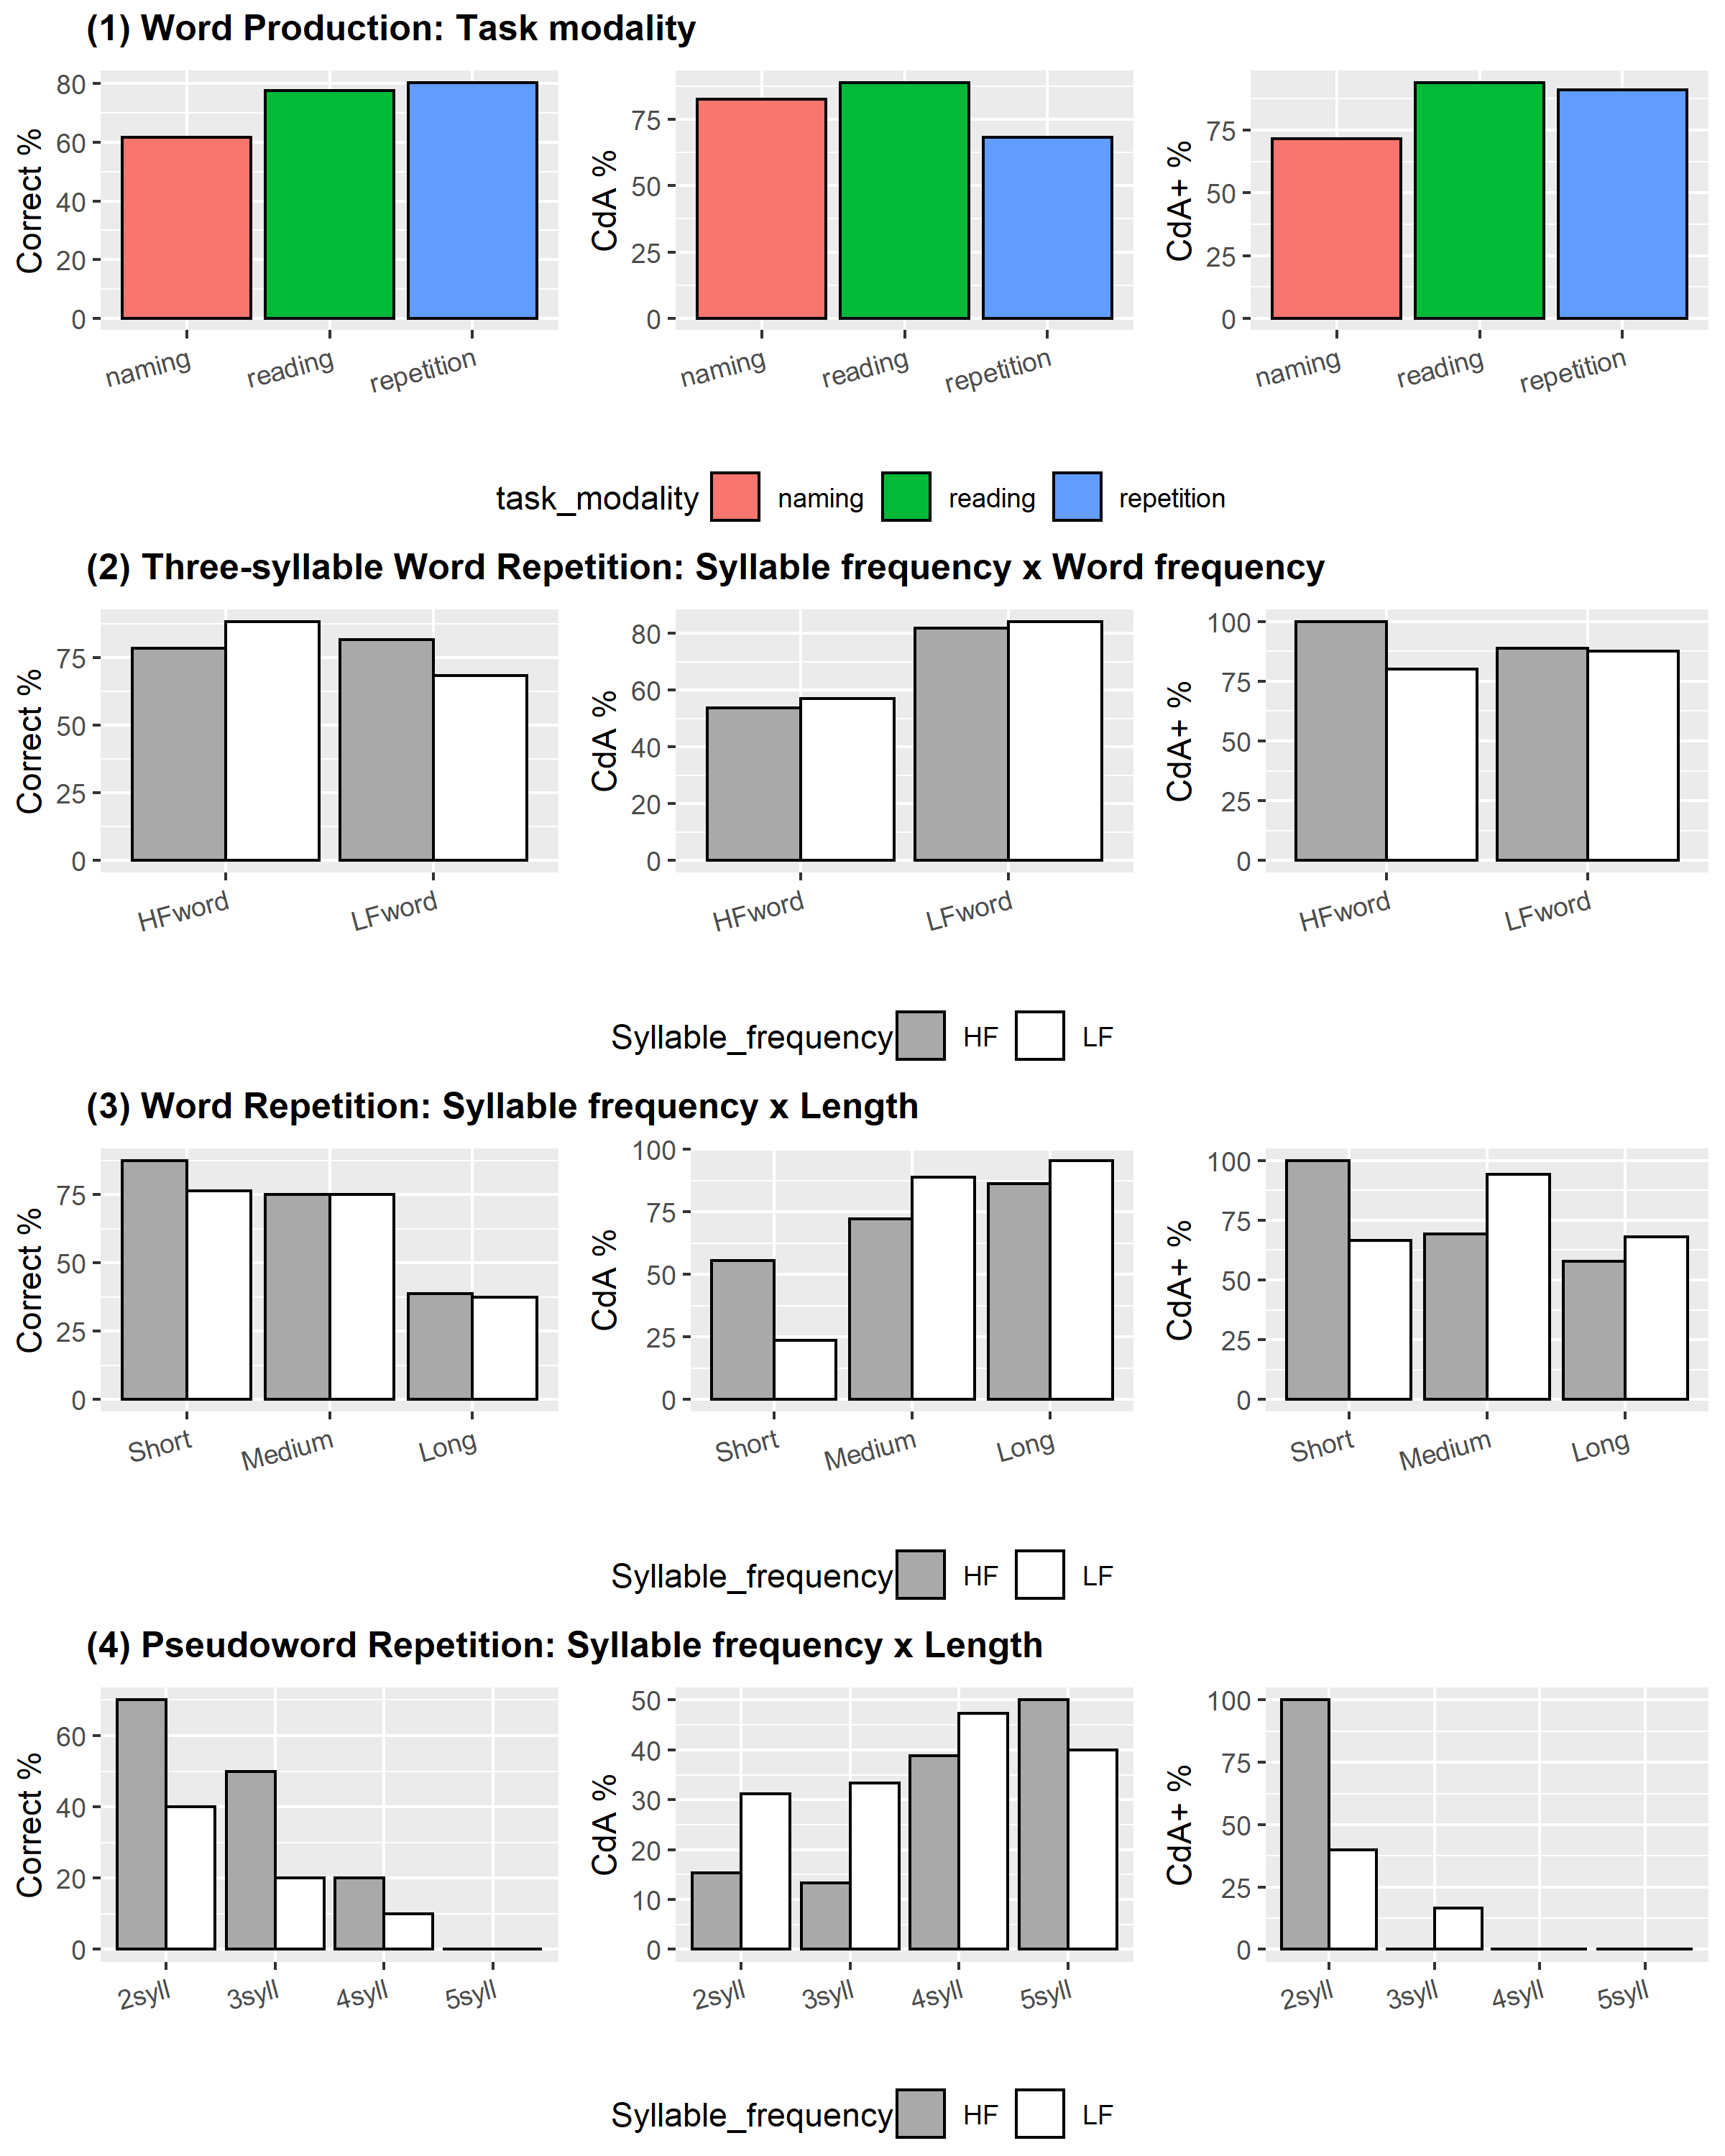 (1) Word Production: Task modality
Correct %
80
60
40
20
0
naming
reading
repetition
CdA %
75
50
25
0
naming
reading
repetition
CdA+ %
75
50
25
0
naming
reading
repetition
task_modality naming reading repetition
(2) Three-syllable Word Repetition: Syllable frequency x Word frequency
Correct %
75
50
25
0
HFword
LFword
CdA %
80
60
40
20
0
HFword
LFword
CdA+ %
100
75
50
25
0
HFword
LFword
Syllable_frequency HF LF
(3) Word Repetition: Syllable frequency x Length
Correct %
75
50
25
0
Short
Medium
Long
CdA %
100
75
50
25
0
Short
Medium
Long
CdA+ %
100
75
50
25
0
Short
Medium
Long
Syllable_frequency HF LF
(4) Pseudoword Repetition: Syllable frequency x Length
Correct %
60
40
20
0
2syll
3syll
4syll
5syll
CdA %
50
40
30
20
10
0
2syll
3syll
4syll
5syll
CdA+ %
100
75
50
25
0
2syll
3syll
4syll
5syll
Syllable_frequency HF LF